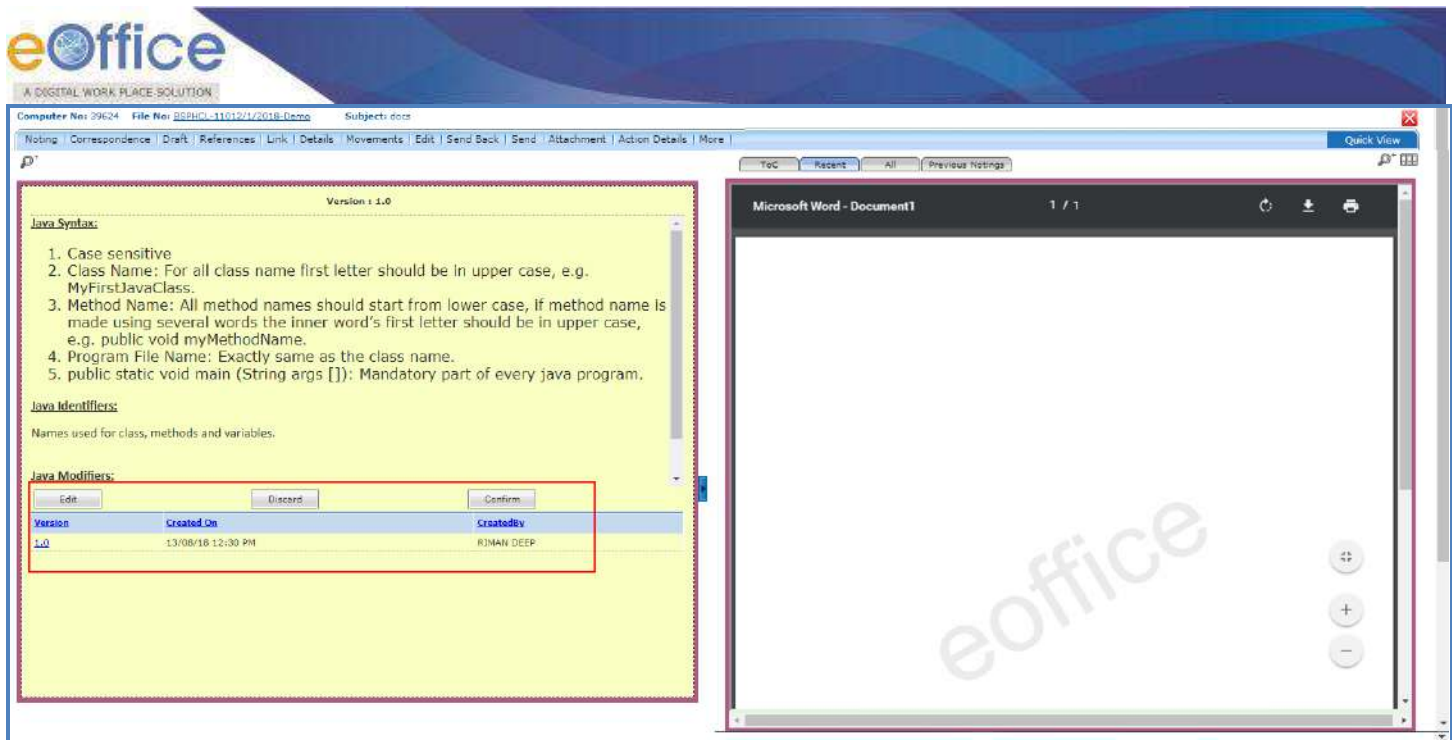 eOffice
A DIGITAL WORK PLACE SOLUTION
Computer No: 39624 File No: BSPHCL-11012/1/2018-Demo Subject: docs
Noting | Correspondence | Draft | References | Link | Details | Movements | Edit | Send Back | Send | Attachment | Action Details | More |
Quick View
ToC Recent All Previous Notings
Version : 1.0
Java Syntax:
1. Case sensitive
2. Class Name: For all class name first letter should be in upper case, e.g.
MyFirstJavaClass.
3. Method Name: All method names should start from lower case, if method name is
made using several words the inner word's first letter should be in upper case,
e.g. public void myMethodName.
4. Program File Name: Exactly same as the class name.
5. public static void main (String args []): Mandatory part of every java program.
Java Identifiers:
Names used for class, methods and variables.
Java Modifiers:
Edit Discard Confirm
Version Created On CreatedBy
1.0 13/08/18 12:30 PM RIMAN DEEP
Microsoft Word - Document1 1 / 1
eoffice